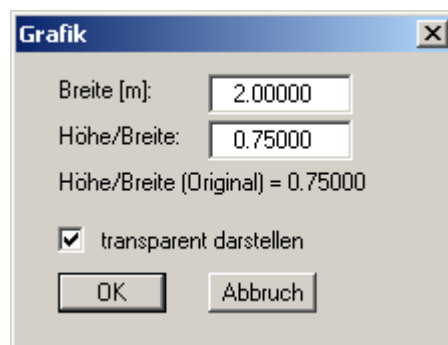 Grafik
Breite [m]: 2.00000
Höhe/Breite: 0.75000
Höhe/Breite (Original) = 0.75000
transparent darstellen
OK Abbruch